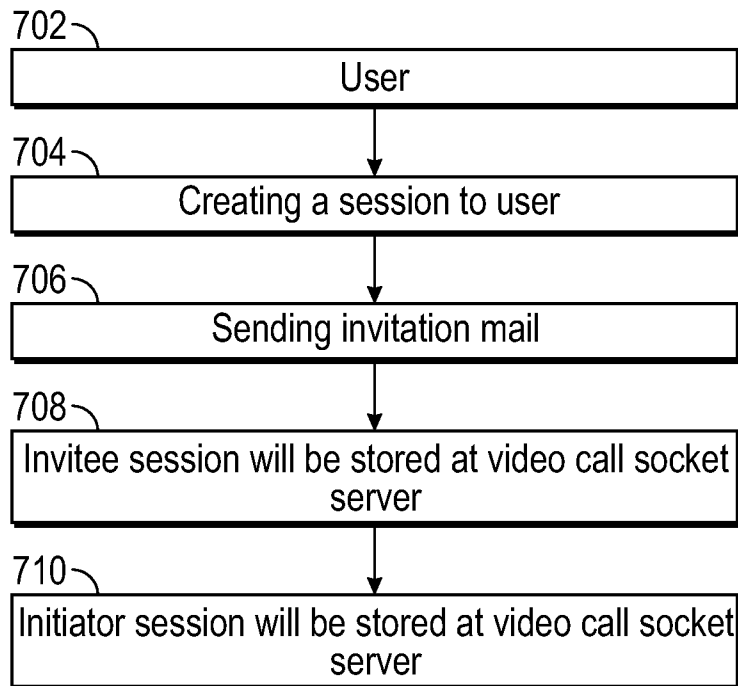 702
User
704
Creating a session to user
706
Sending invitation mail
708
Invitee session will be stored at video call socket
server
710
Initiator session will be stored at video call socket
server